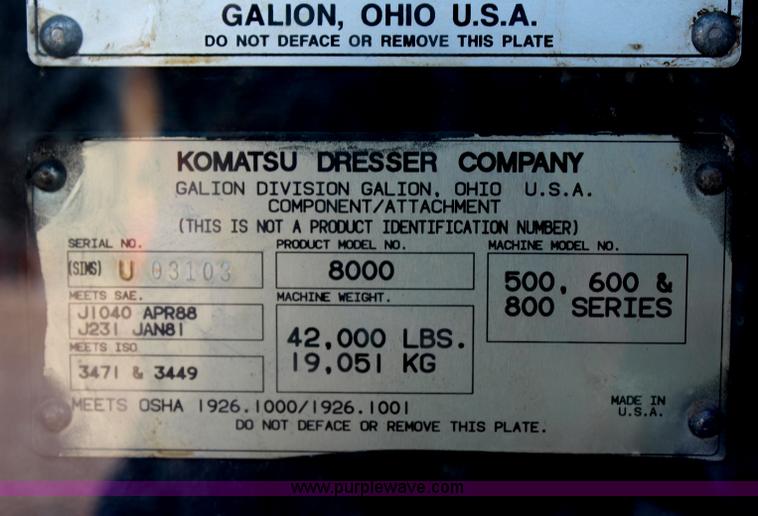 GALION, OHIO U.S.A.
DO NOT DEFACE OR REMOVE THIS PLATE
KOMATSU DRESSER COMPANY
GALION DIVISION GALION, OHIO U.S.A.
COMPONENT/ATTACHMENT
(THIS IS NOT A PRODUCT IDENTIFICATION NUMBER)
SERIAL NO.
(SIMS) U 03103
MEETS SAE.
J1040 APR88
J231 JAN81
MEETS ISO
3471 & 3449
PRODUCT MODEL NO.
8000
MACHINE WEIGHT.
42,000 LBS.
19,051 KG
MACHINE MODEL NO.
500, 600 &
800 SERIES
MEETS OSHA 1926.1000/1926.1001
MADE IN
U.S.A.
DO NOT DEFACE OR REMOVE THIS PLATE.
www.purplewave.com